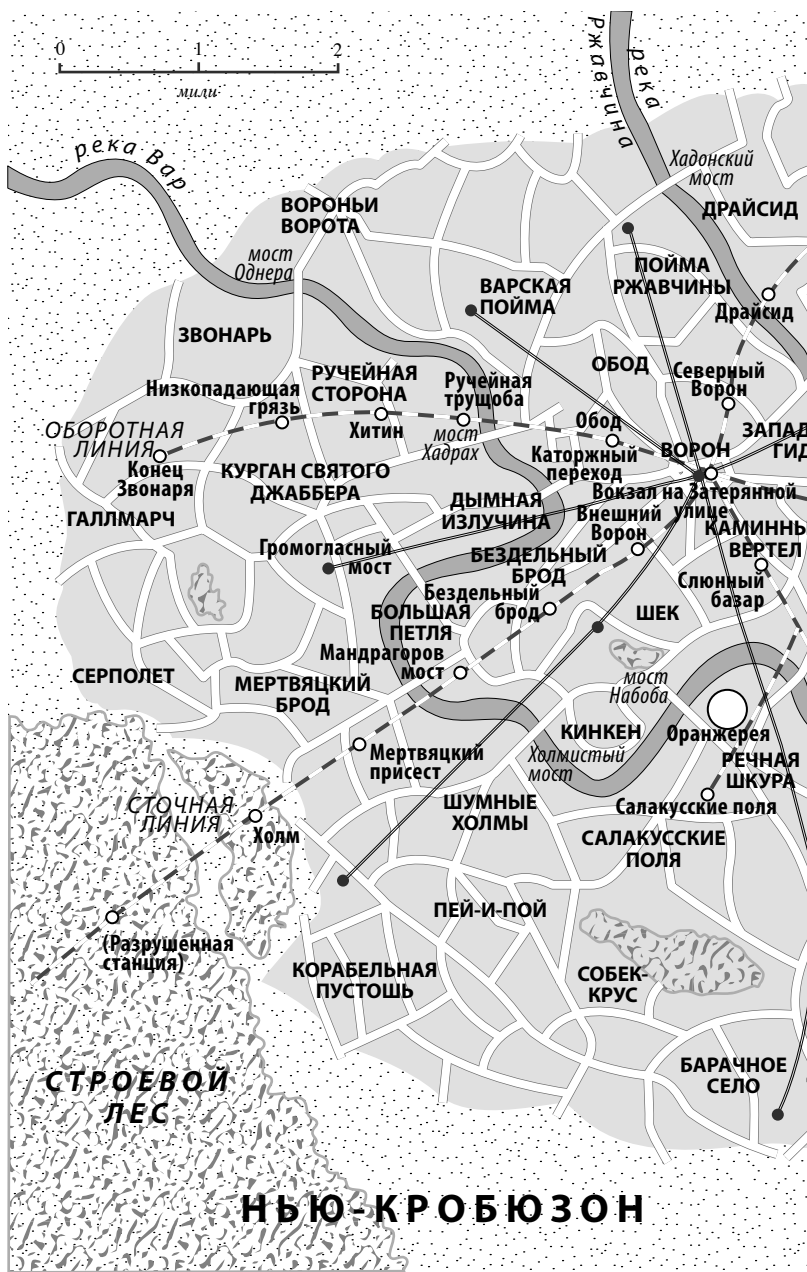 0 1 2
мили
река Вар
река
Ржавчина
Хадонский
мост
ДРАЙСИД
ВОРОНЬИ
ВОРОТА
мост
Однера
ВАРСКАЯ
ПОЙМА
ПОЙМА
РЖАВЧИНЫ
Драйсид
ЗВОНАРЬ
РУЧЕЙНАЯ
СТОРОНА
Низкопадающая
грязь
Хитин
Ручейная
трущоба
мост
Хадрах
ОБОД
Северный
Ворон
Обод
ОБОРОТНАЯ
ЛИНИЯ
Конец
Звонаря
КУРГАН СВЯТОГО
ДЖАББЕРА
Каторжный
переход
ВОРОН
ЗАПАД
ГИД
Вокзал на Затерянной
улице
ГАЛЛМАРЧ
ДЫМНАЯ
ИЗЛУЧИНА
Внешний
Ворон
КАМИННЫ
ВЕРТЕЛ
Громогласный
мост
БЕЗДЕЛЬНЫЙ
БРОД
Слюнный
базар
Бездельный
брод
БОЛЬШАЯ
ПЕТЛЯ
ШЕК
Мандрагоров
мост
СЕРПОЛЕТ
МЕРТВЯЦКИЙ
БРОД
мост
Набоба
КИНКЕН
Оранжерея
Мертвяцкий
присест
Холмистый
мост
РЕЧНАЯ
ШКУРА
СТОЧНАЯ
ЛИНИЯ
Холм
ШУМНЫЕ
ХОЛМЫ
Салакусские поля
САЛАКУССКИЕ
ПОЛЯ
ПЕЙ-И-ПОЙ
(Разрушенная
станция)
КОРАБЕЛЬНАЯ
ПУСТОШЬ
СОБЕК-
КРУС
СТРОЕВОЙ
ЛЕС
БАРАЧНОЕ
СЕЛО
НЬЮ-КРОБЮЗОН